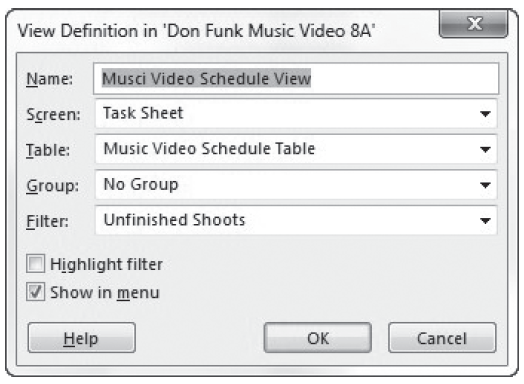 View Definition in 'Don Funk Music Video 8A'
Name: Musci Video Schedule View
Screen: Task Sheet
Table: Music Video Schedule Table
Group: No Group
Filter: Unfinished Shoots
Highlight filter
Show in menu
Help OK Cancel